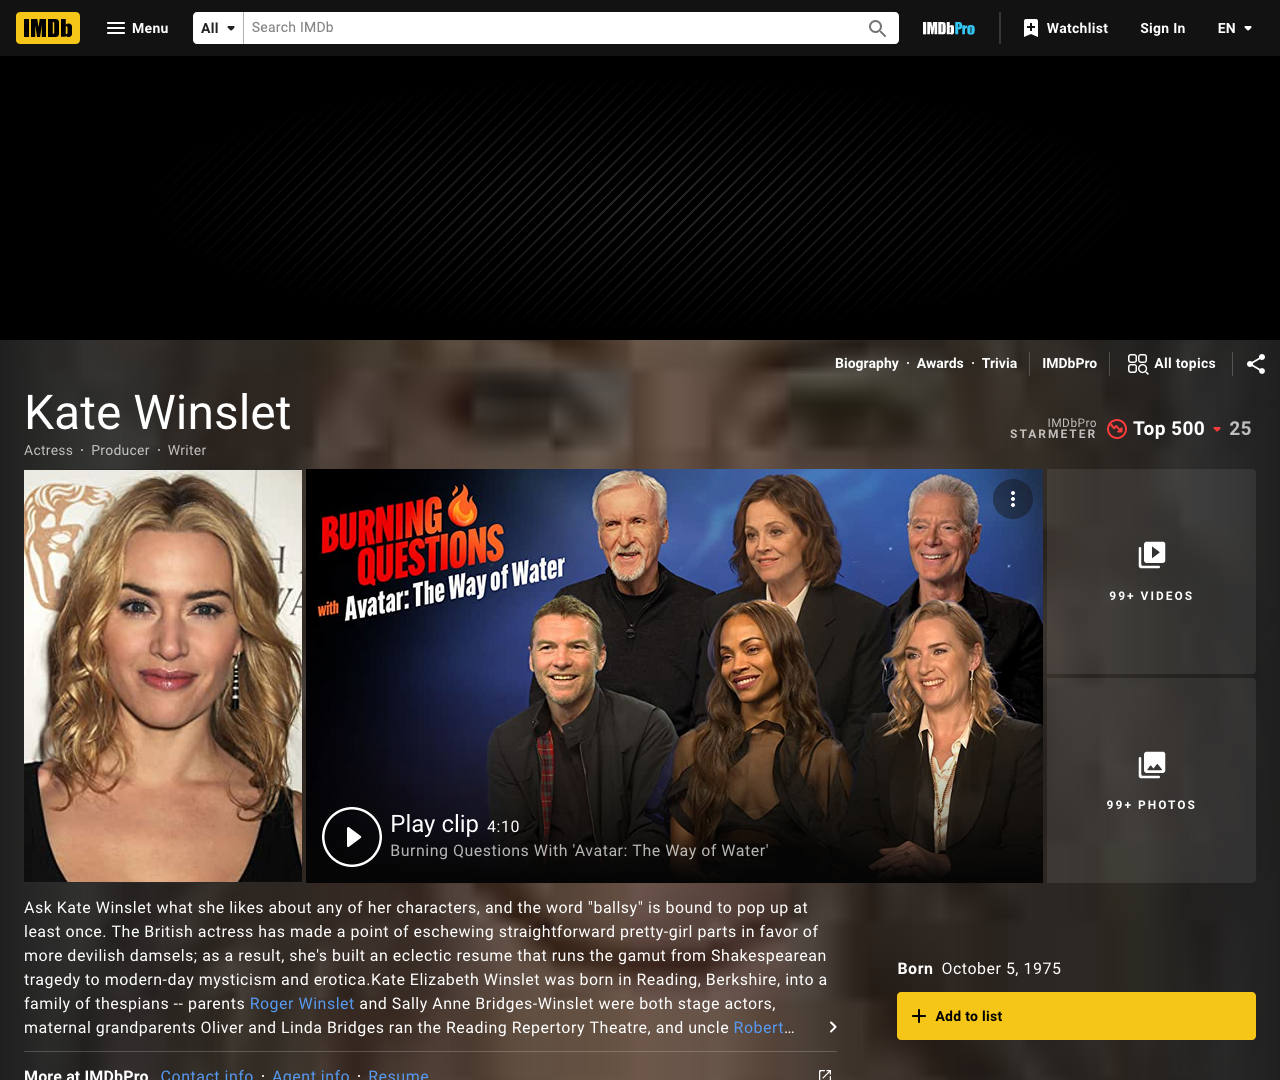 IMDb
Menu
All
Search IMDb
IMDbPro
Watchlist
Sign In
EN
Biography · Awards · Trivia
IMDbPro
All topics
Kate Winslet
Actress · Producer · Writer
IMDbPro
STARMETER
Top 500
25
BURNING
QUESTIONS
with Avatar: The Way of Water
99+ VIDEOS
99+ PHOTOS
Play clip 4:10
Burning Questions With 'Avatar: The Way of Water'
Ask Kate Winslet what she likes about any of her characters, and the word "ballsy" is bound to pop up at
least once. The British actress has made a point of eschewing straightforward pretty-girl parts in favor of
more devilish damsels; as a result, she's built an eclectic resume that runs the gamut from Shakespearean
tragedy to modern-day mysticism and erotica.Kate Elizabeth Winslet was born in Reading, Berkshire, into a
family of thespians -- parents Roger Winslet and Sally Anne Bridges-Winslet were both stage actors,
maternal grandparents Oliver and Linda Bridges ran the Reading Repertory Theatre, and uncle Robert…
Born October 5, 1975
Add to list
More at IMDbPro Contact info · Agent info · Resume